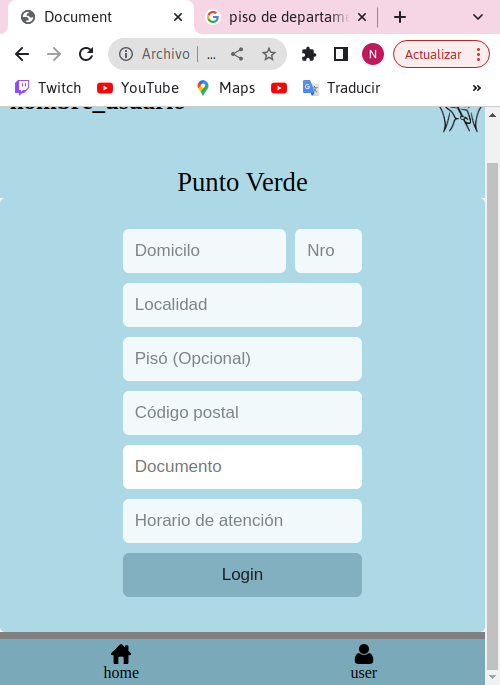 Document
piso de departame
Archivo
...
N
Actualizar
Twitch
YouTube
Maps
Traducir
»
nombre_usuario
Punto Verde
Domicilo
Nro
Localidad
Pisó (Opcional)
Código postal
Documento
Horario de atención
Login
home
user